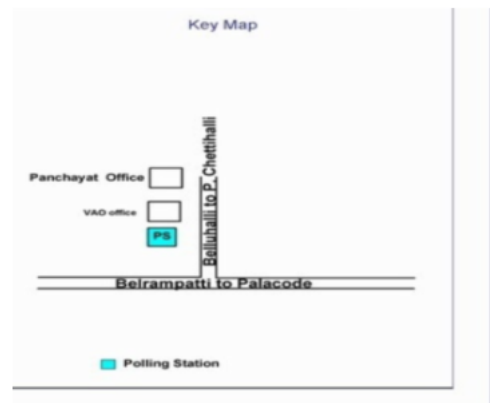 Key Map
Belluhalli to P. Chettihalli
Panchayat Office
VAO office
PS
Belrampatti to Palacode
Polling Station